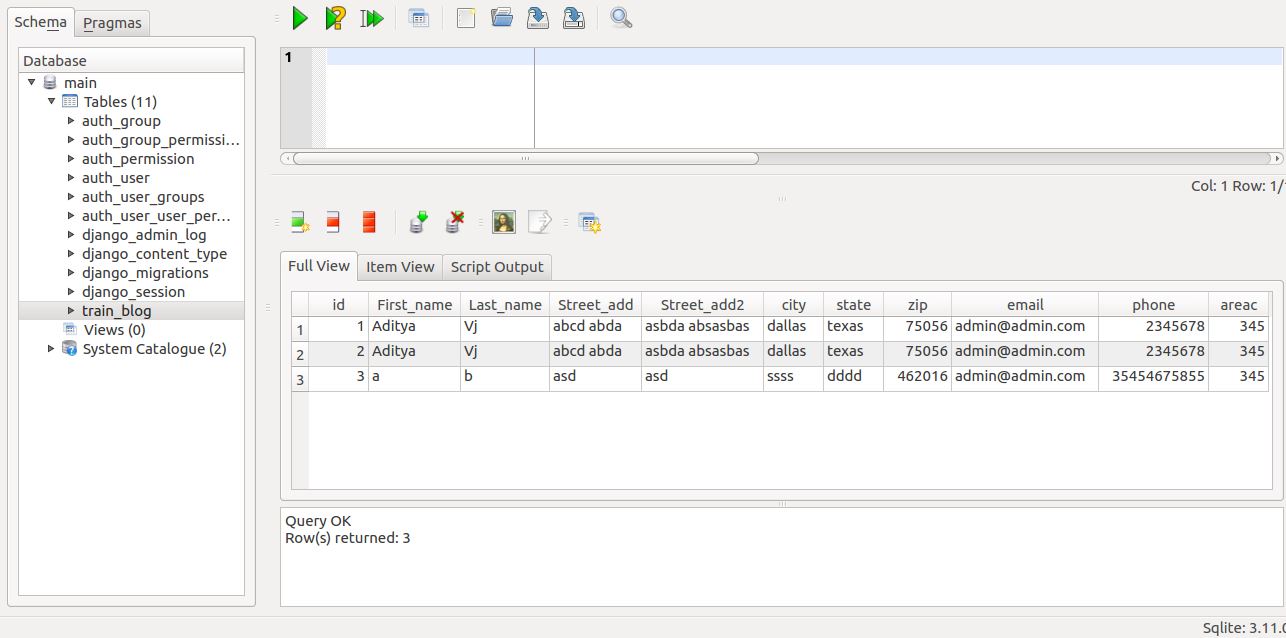 Schema
Pragmas
Database
main
Tables (11)
auth_group
auth_group_permissi...
auth_permission
auth_user
auth_user_groups
auth_user_user_per...
django_admin_log
django_content_type
django_migrations
django_session
train_blog
Views (0)
System Catalogue (2)
1
Col: 1 Row: 1/
Full View Item View Script Output
id First_name Last_name Street_add Street_add2 city state zip email phone areac
1 1 Aditya Vj abcd abda asbda absasbas dallas texas 75056 admin@admin.com 2345678 345
2 2 Aditya Vj abcd abda asbda absasbas dallas texas 75056 admin@admin.com 2345678 345
3 3 a b asd asd ssss dddd 462016 admin@admin.com 35454675855 345
Query OK
Row(s) returned: 3
Sqlite: 3.11.0